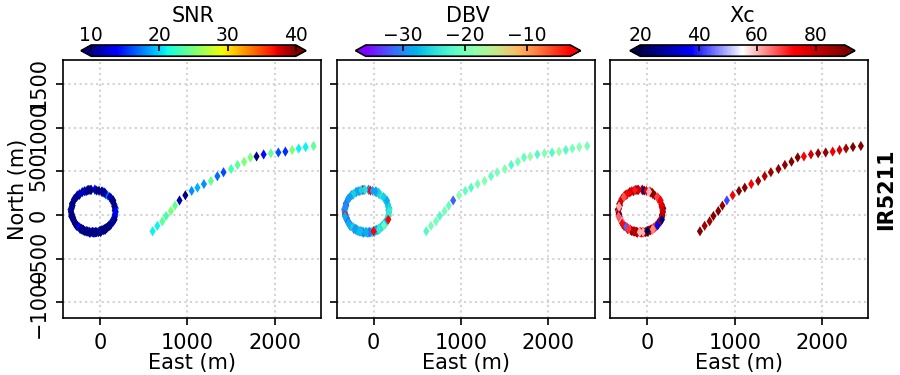 SNR DBV Xc
10 20 30 40 −30 −20 −10 20 40 60 80
1500
1000
500
0
−500
−1000
North (m)
IR5211
0 1000 2000 0 1000 2000 0 1000 2000
East (m) East (m) East (m)